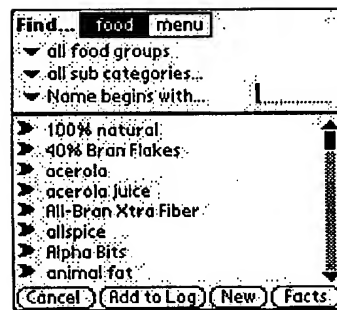 Find... food menu
all food groups
all sub categories...
Name begins with...
100% natural
40% Bran Flakes
acerola
acerola juice
All-Bran Xtra Fiber
allspice
Alpha Bits
animal fat
Cancel Add to Log New Facts